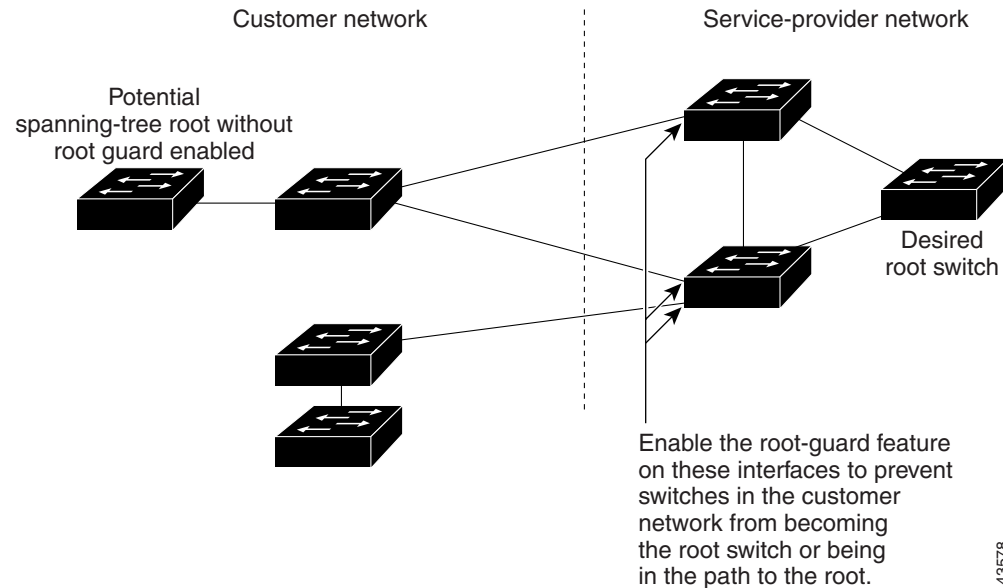 Customer network
Service-provider network
Potential
spanning-tree root without
root guard enabled
Desired
root switch
Enable the root-guard feature
on these interfaces to prevent
switches in the customer
network from becoming
the root switch or being
in the path to the root.
43578